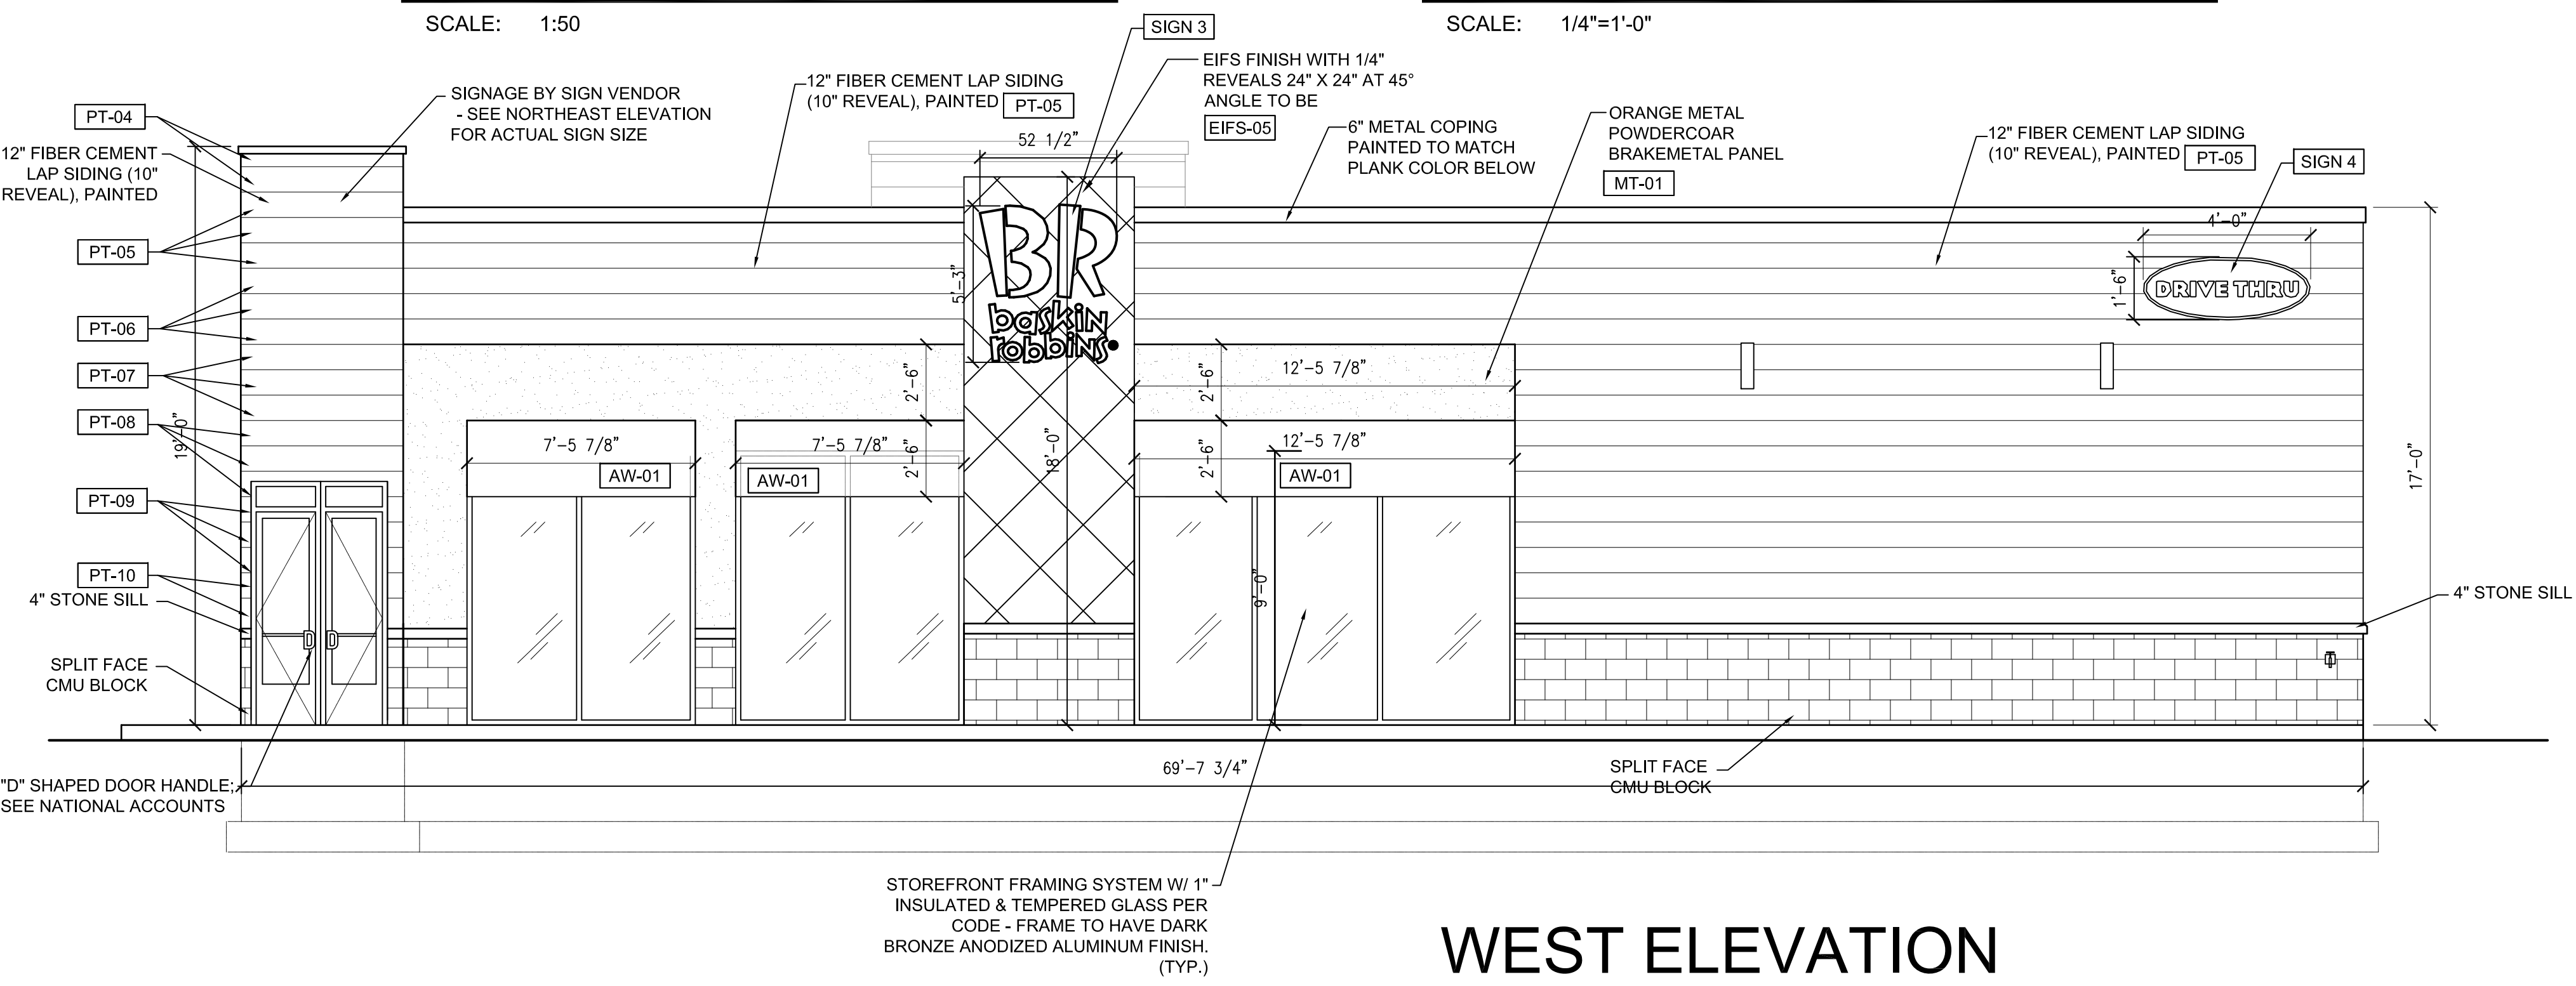 SCALE: 1:50
SCALE: 1/4"=1'-0"
SIGN 3
EIFS FINISH WITH 1/4"
REVEALS 24" X 24" AT 45°
ANGLE TO BE
EIFS-05
12" FIBER CEMENT LAP SIDING
(10" REVEAL), PAINTED PT-05
SIGNAGE BY SIGN VENDOR
- SEE NORTHEAST ELEVATION
FOR ACTUAL SIGN SIZE
PT-04
12" FIBER CEMENT
LAP SIDING (10"
REVEAL), PAINTED
52 1/2"
6" METAL COPING
PAINTED TO MATCH
PLANK COLOR BELOW
ORANGE METAL
POWDERCOAR
BRAKEMETAL PANEL
MT-01
12" FIBER CEMENT LAP SIDING
(10" REVEAL), PAINTED PT-05
SIGN 4
4'-0"
1'-6"
DRIVE THRU
PT-05
PT-06
PT-07
PT-08
PT-09
PT-10
4" STONE SILL
SPLIT FACE
CMU BLOCK
19'-0"
5'-3"
BR
baskin
robbins
2'-6"
2'-6"
12'-5 7/8"
7'-5 7/8"
AW-01
7'-5 7/8"
AW-01
2'-6"
18'-0"
2'-6"
12'-5 7/8"
AW-01
9'-0"
17'-0"
4" STONE SILL
D D
"D" SHAPED DOOR HANDLE;
SEE NATIONAL ACCOUNTS
69'-7 3/4"
SPLIT FACE
CMU BLOCK
STOREFRONT FRAMING SYSTEM W/ 1"
INSULATED & TEMPERED GLASS PER
CODE - FRAME TO HAVE DARK
BRONZE ANODIZED ALUMINUM FINISH.
(TYP.)
WEST ELEVATION